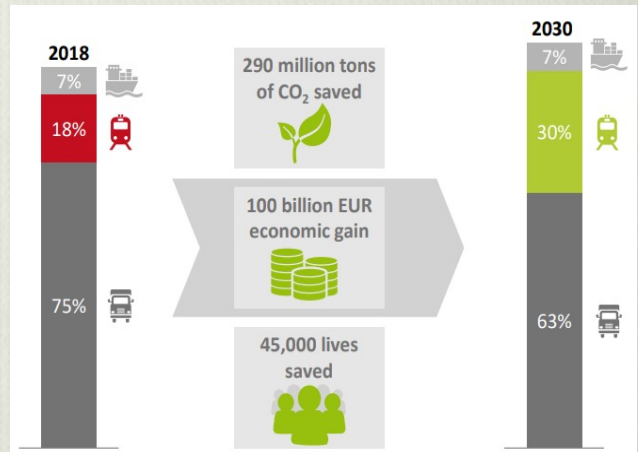 2018
7%
18%
75%
290 million tons
of CO₂ saved
100 billion EUR
economic gain
45,000 lives
saved
2030
7%
30%
63%